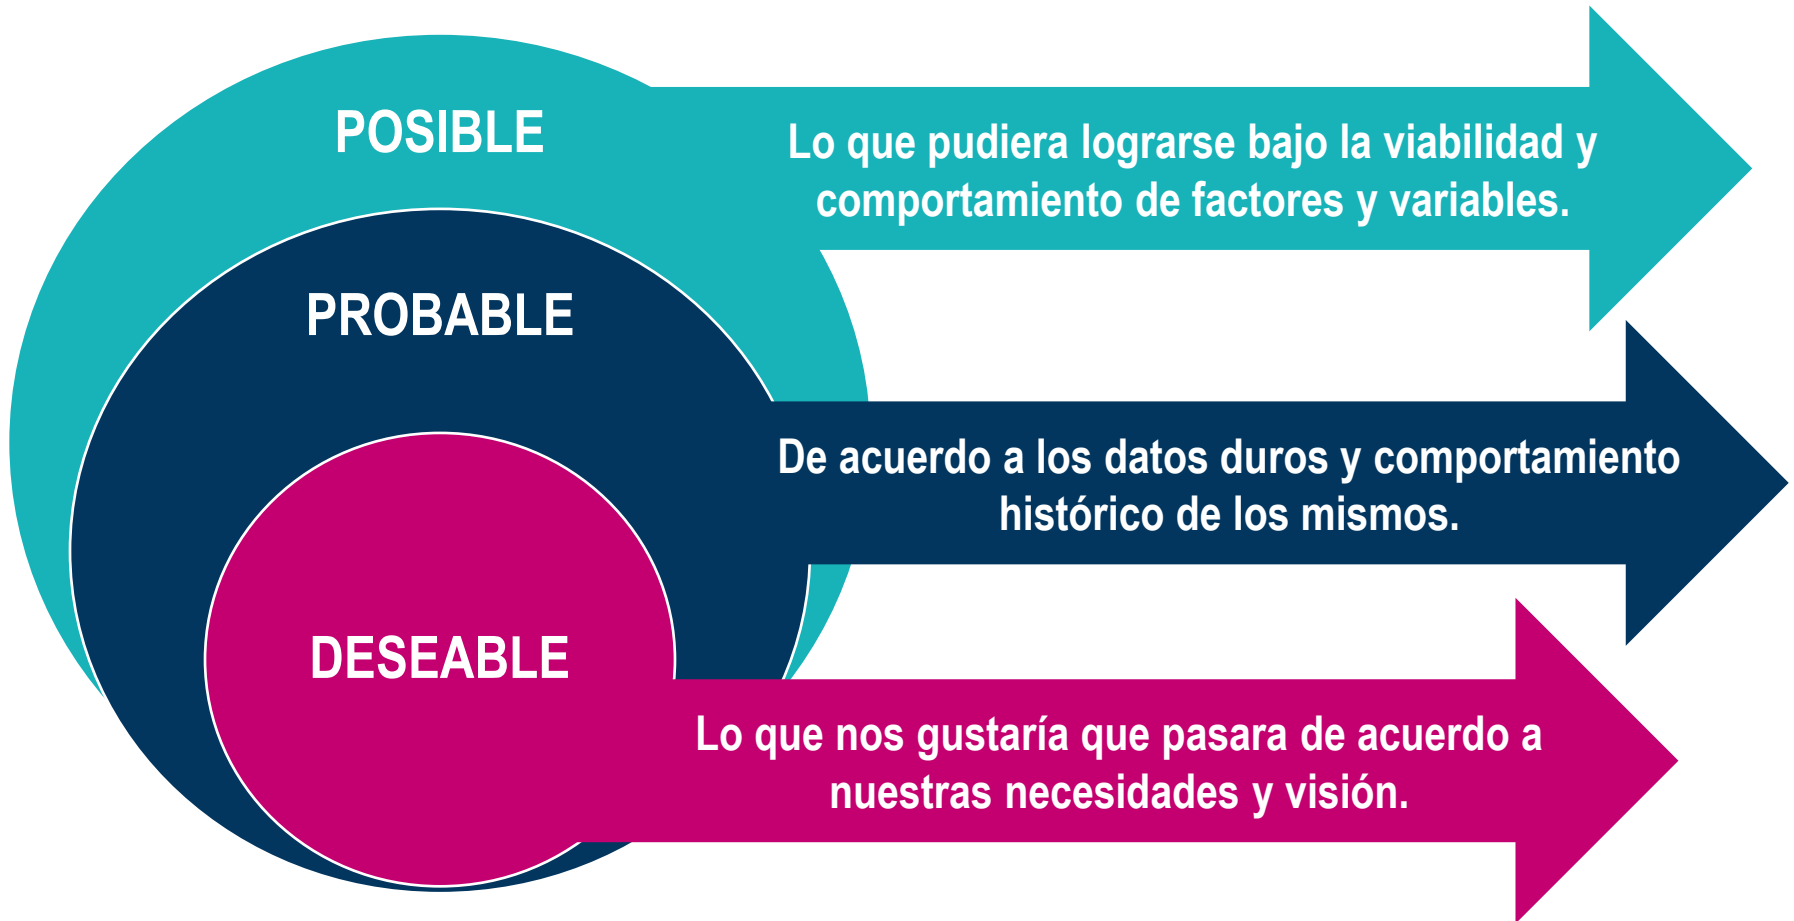 POSIBLE
Lo que pudiera lograrse bajo la viabilidad y
comportamiento de factores y variables.
PROBABLE
De acuerdo a los datos duros y comportamiento
histórico de los mismos.
DESEABLE
Lo que nos gustaría que pasara de acuerdo a
nuestras necesidades y visión.